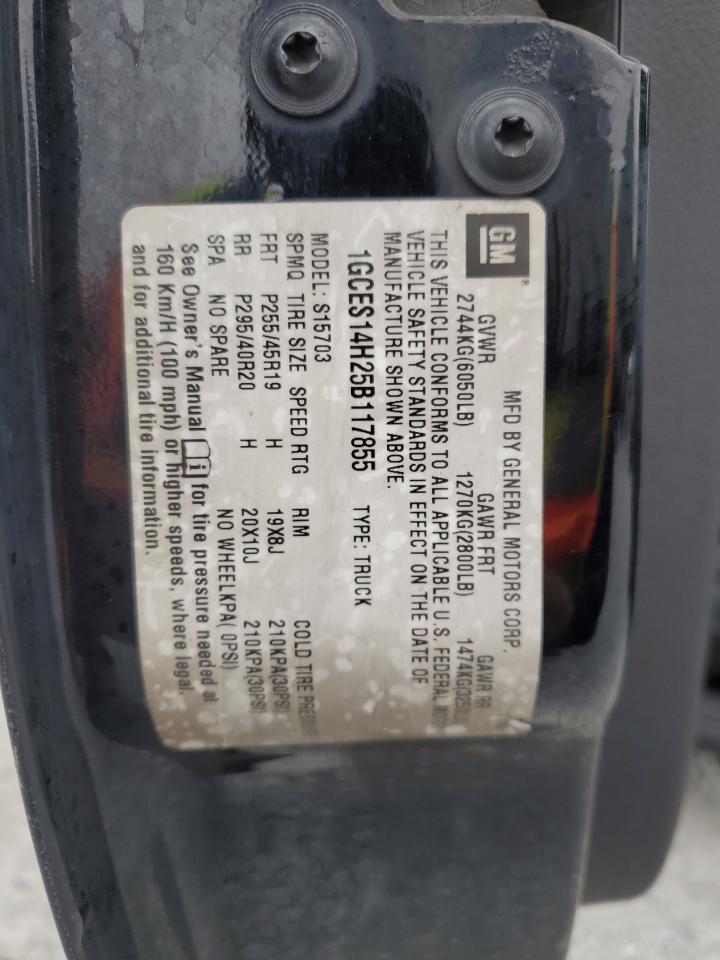 GM®
MFD BY GENERAL MOTORS CORP.
GVWR GAWR FRT GAWR RR
2744KG(6050LB) 1270KG(2800LB) 1474KG(3250LB
THIS VEHICLE CONFORMS TO ALL APPLICABLE U.S. FEDERAL MOT
VEHICLE SAFETY STANDARDS IN EFFECT ON THE DATE OF
MANUFACTURE SHOWN ABOVE.
1GCES14H25B117855 TYPE: TRUCK
MODEL: S15703
SPMQ TIRE SIZE SPEED RTG RIM COLD TIRE PRESSURE
FRT P255/45R19 H 19X8J 210KPA(30PSI)
RR P295/40R20 H 20X10J 210KPA(30PSI)
SPA NO SPARE NO WHEELKPA( 0PSI)
See Owner's Manual i for tire pressure needed at
160 Km/H (100 mph) or higher speeds, where legal,
and for additional tire information.